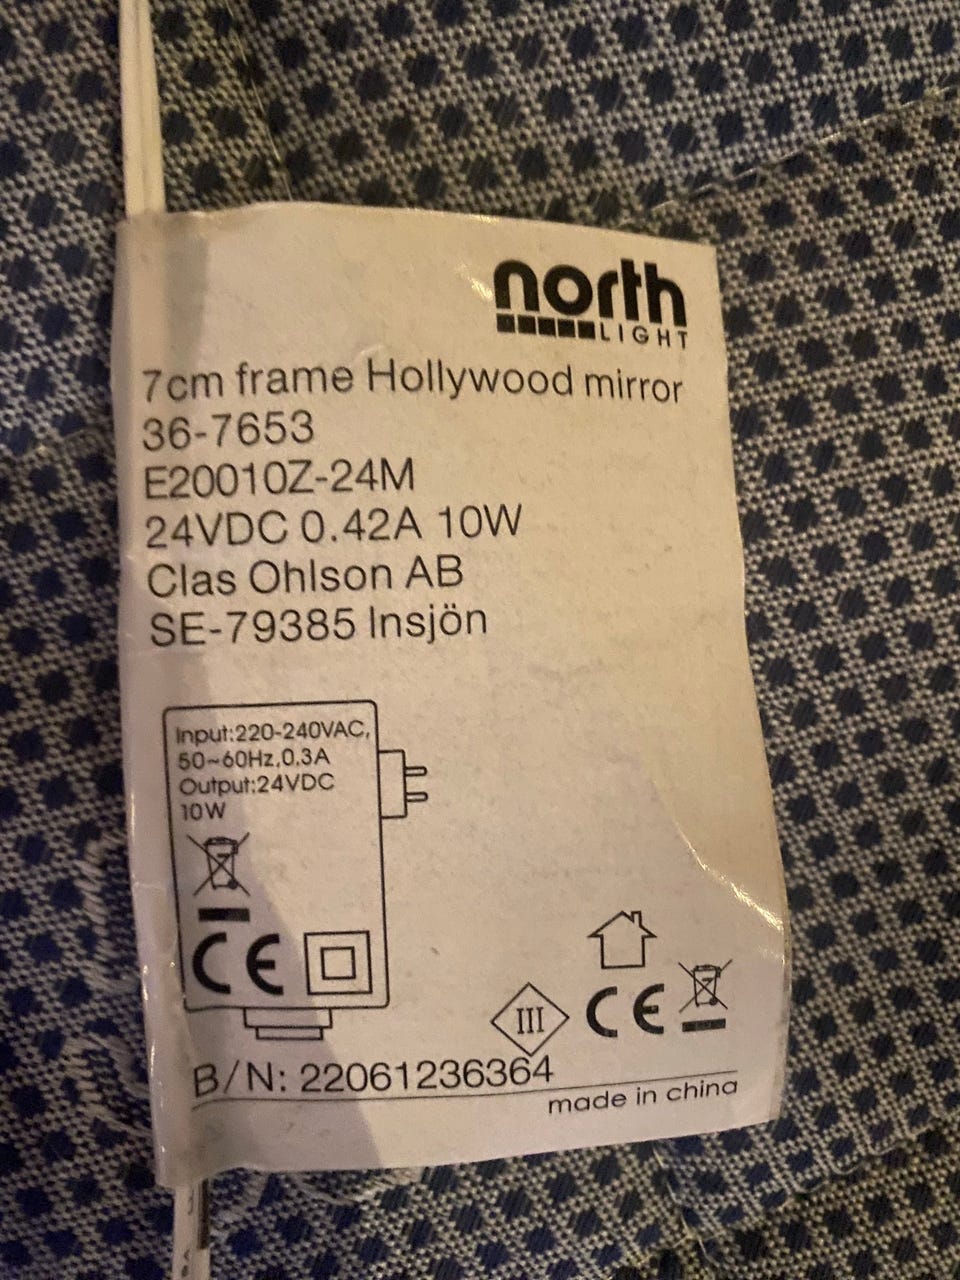 north
LIGHT
7cm frame Hollywood mirror
36-7653
E20010Z-24M
24VDC 0.42A 10W
Clas Ohlson AB
SE-79385 Insjön
Input:220-240VAC,
50~60Hz,0.3A
Output:24VDC
10W
CE
III
CE
B/N: 22061236364
made in china